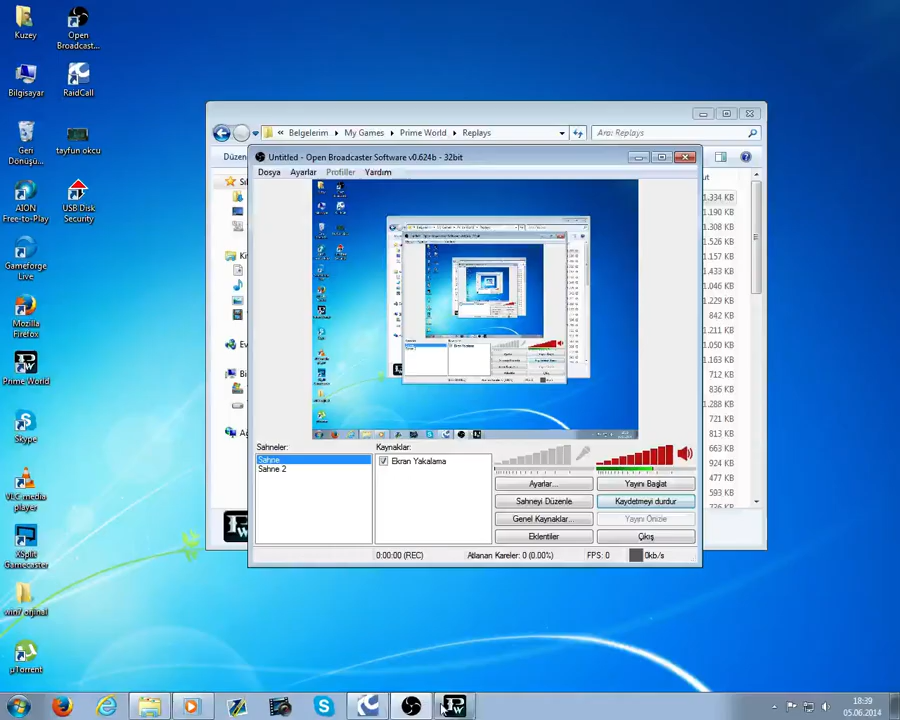 Kuzey
Open
Broadcast...
Bilgisayar
RaidCall
Geri
Dönüşü...
tayfun okcu
AION
Free-to-Play
USB Disk
Security
Gameforge
Live
Mozilla
Firefox
Prime World
Skype
VLC media
player
XSplit
Gamecaster
win7 orjinal
µTorrent
« Belgelerim ▸ My Games ▸ Prime World ▸ Replays
Ara: Replays
Düzen
Untitled - Open Broadcaster Software v0.624b - 32bit
Dosya Ayarlar Profiller Yardım
1.334 KB
1.190 KB
1.308 KB
1.526 KB
1.457 KB
1.433 KB
1.046 KB
1.229 KB
842 KB
1.211 KB
1.065 KB
1.163 KB
712 KB
836 KB
721 KB
663 KB
924 KB
477 KB
593 KB
736 KB
Sahneler:
Sahne
Sahne 2
Kaynaklar:
Ekran Yakalama
Ayarlar...
Yayını Başlat
Sahneyi Düzenle
Kaydetmeyi durdur
Genel Kaynaklar...
Yayını Önizle
Eklentiler
Çıkış
0:00:00 (REC)
Atlanan Kareler: 0 (0.00%)
FPS: 0
0kb/s
18:39
05.06.2014